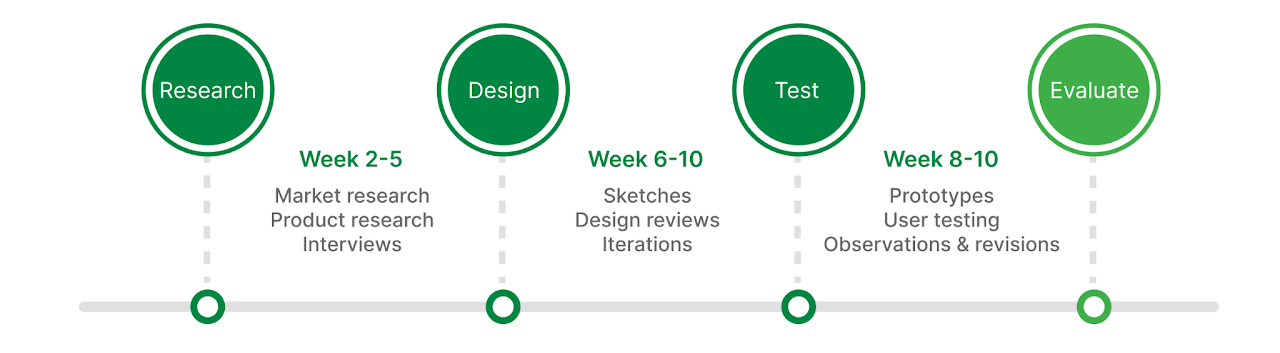 Research
Design
Test
Evaluate
Week 2-5
Market research
Product research
Interviews
Week 6-10
Sketches
Design reviews
Iterations
Week 8-10
Prototypes
User testing
Observations & revisions